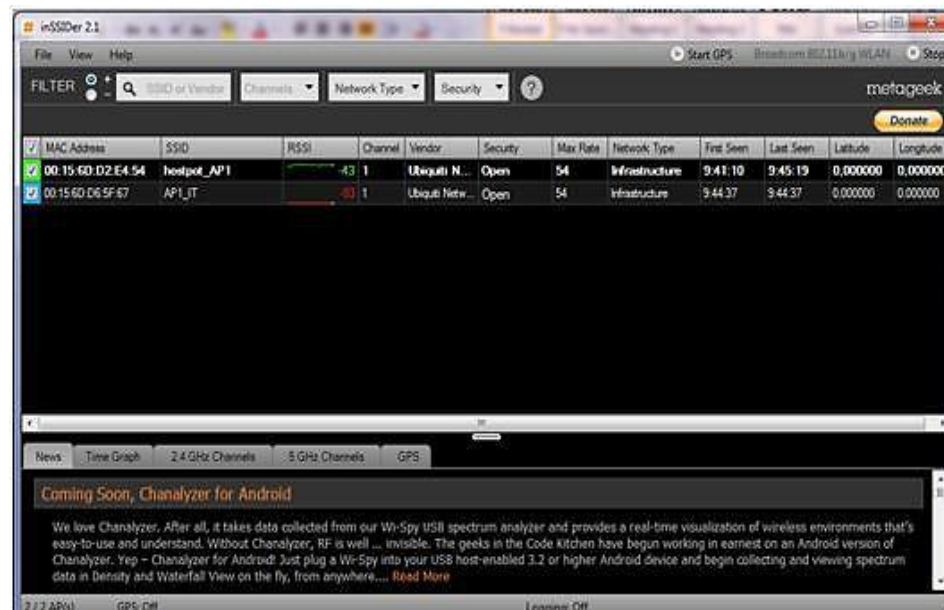 inSSIDer 2.1
File View Help Start GPS Broadcom 802.11b/g WLAN Stop
FILTER + - SSID or Vendor Channels Network Type Security ? metageek
Donate
MAC Address SSID RSSI Channel Vendor Security Max Rate Network Type First Seen Last Seen Latitude Longitude
00:15:6D:D2:E4:54 hostpot_AP1 -43 1 Ubiquiti N... Open 54 Infrastructure 9:41:10 9:45:19 0,000000 0,000000
00:15:6D:D6:5F:67 AP1_IT 1 Ubiquiti Netw... Open 54 Infrastructure 9:44:37 9:44:37 0,000000 0,000000
News Time Graph 2.4 GHz Channels 5 GHz Channels GPS
Coming Soon, Chanalyzer for Android
We love Chanalyzer. After all, it takes data collected from our Wi-Spy USB spectrum analyzer and provides a real-time visualization of wireless environments that's
easy-to-use and understand. Without Chanalyzer, RF is well ... invisible. The geeks in the Code Kitchen have begun working in earnest on an Android version of
Chanalyzer. Yep – Chanalyzer for Android! Just plug a Wi-Spy into your USB host-enabled 3.2 or higher Android device and begin collecting and viewing spectrum
data in Density and Waterfall View on the fly, from anywhere.... Read More
2 / 2 AP(s) GPS: Off Logging: Off